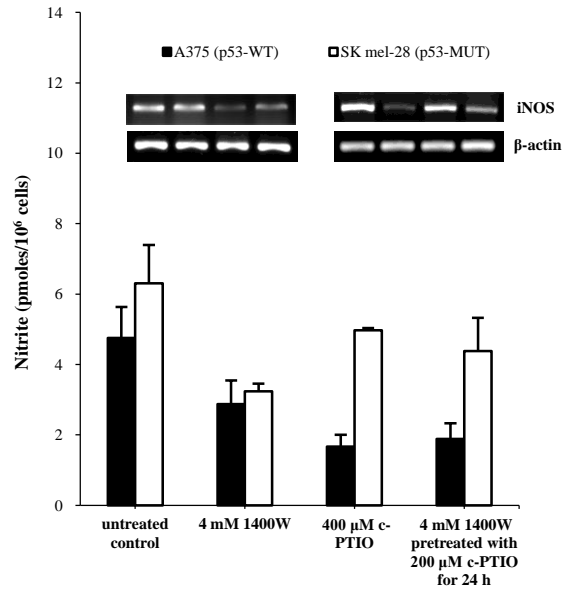 14
12
10
8
6
4
2
0
Nitrite (pmoles/10⁶ cells)
A375 (p53-WT)
SK mel-28 (p53-MUT)
iNOS
β-actin
untreated
control
4 mM 1400W
400 µM c-
PTIO
4 mM 1400W
pretreated with
200 µM c-PTIO
for 24 h